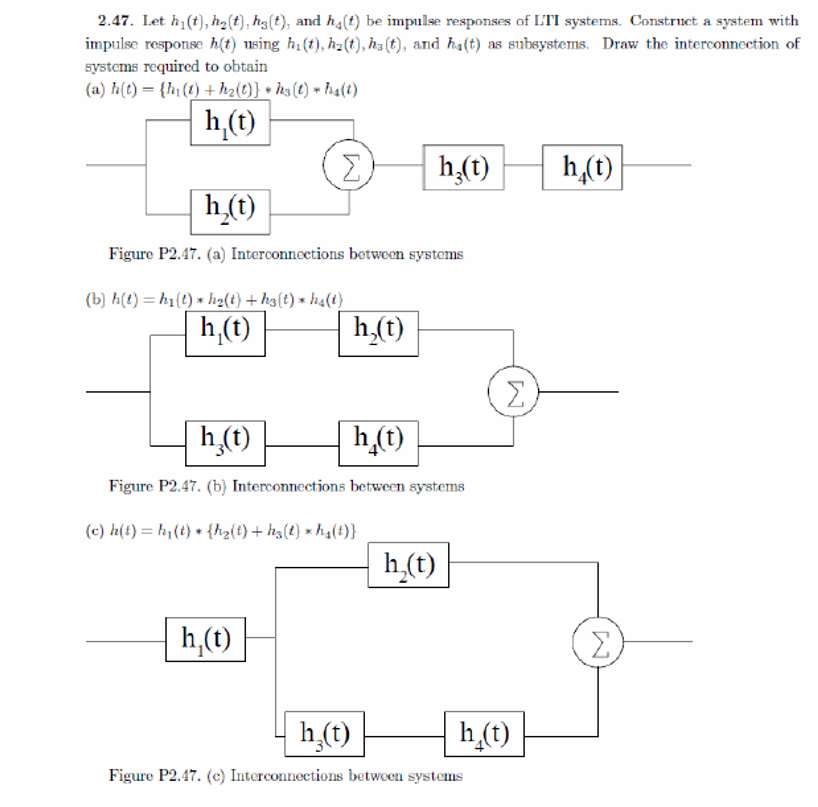 2.47. Let h₁(t), h₂(t), h₃(t), and h₄(t) be impulse responses of LTI systems. Construct a system with
impulse response h(t) using h₁(t), h₂(t), h₃(t), and h₄(t) as subsystems. Draw the interconnection of
systems required to obtain
(a) h(t) = {h₁(t) + h₂(t)} * h₃(t) * h₄(t)
h₁(t)
Σ
h₃(t)
h₄(t)
h₂(t)
Figure P2.47. (a) Interconnections between systems
(b) h(t) = h₁(t) * h₂(t) + h₃(t) * h₄(t)
h₁(t)
h₂(t)
Σ
h₃(t)
h₄(t)
Figure P2.47. (b) Interconnections between systems
(c) h(t) = h₁(t) * {h₂(t) + h₃(t) * h₄(t)}
h₂(t)
h₁(t)
Σ
h₃(t)
h₄(t)
Figure P2.47. (c) Interconnections between systems